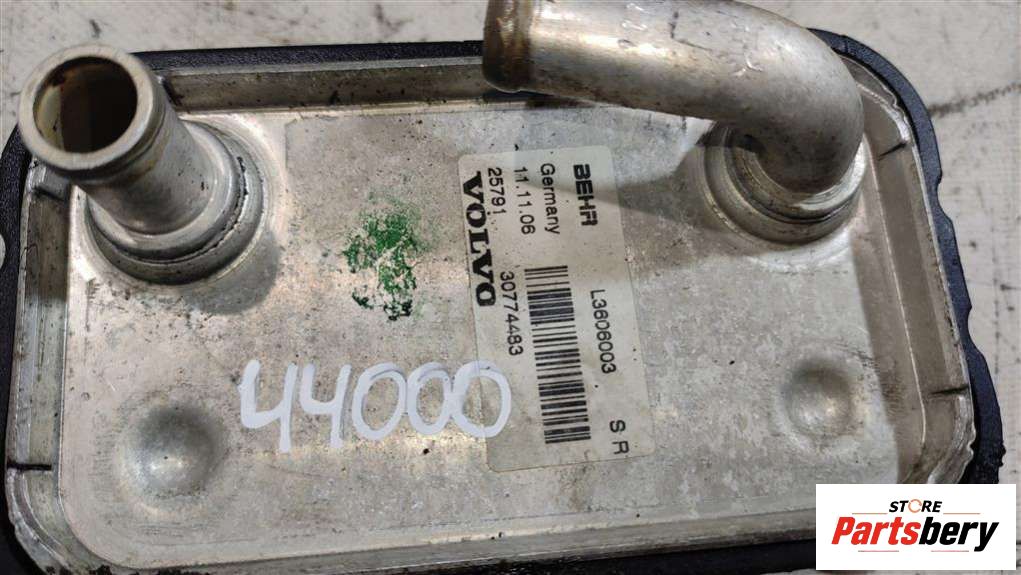 BEHR L3606003 S R
Germany
11.11.06 30774483
25791
VOLVO
44000
STORE
Partsbery